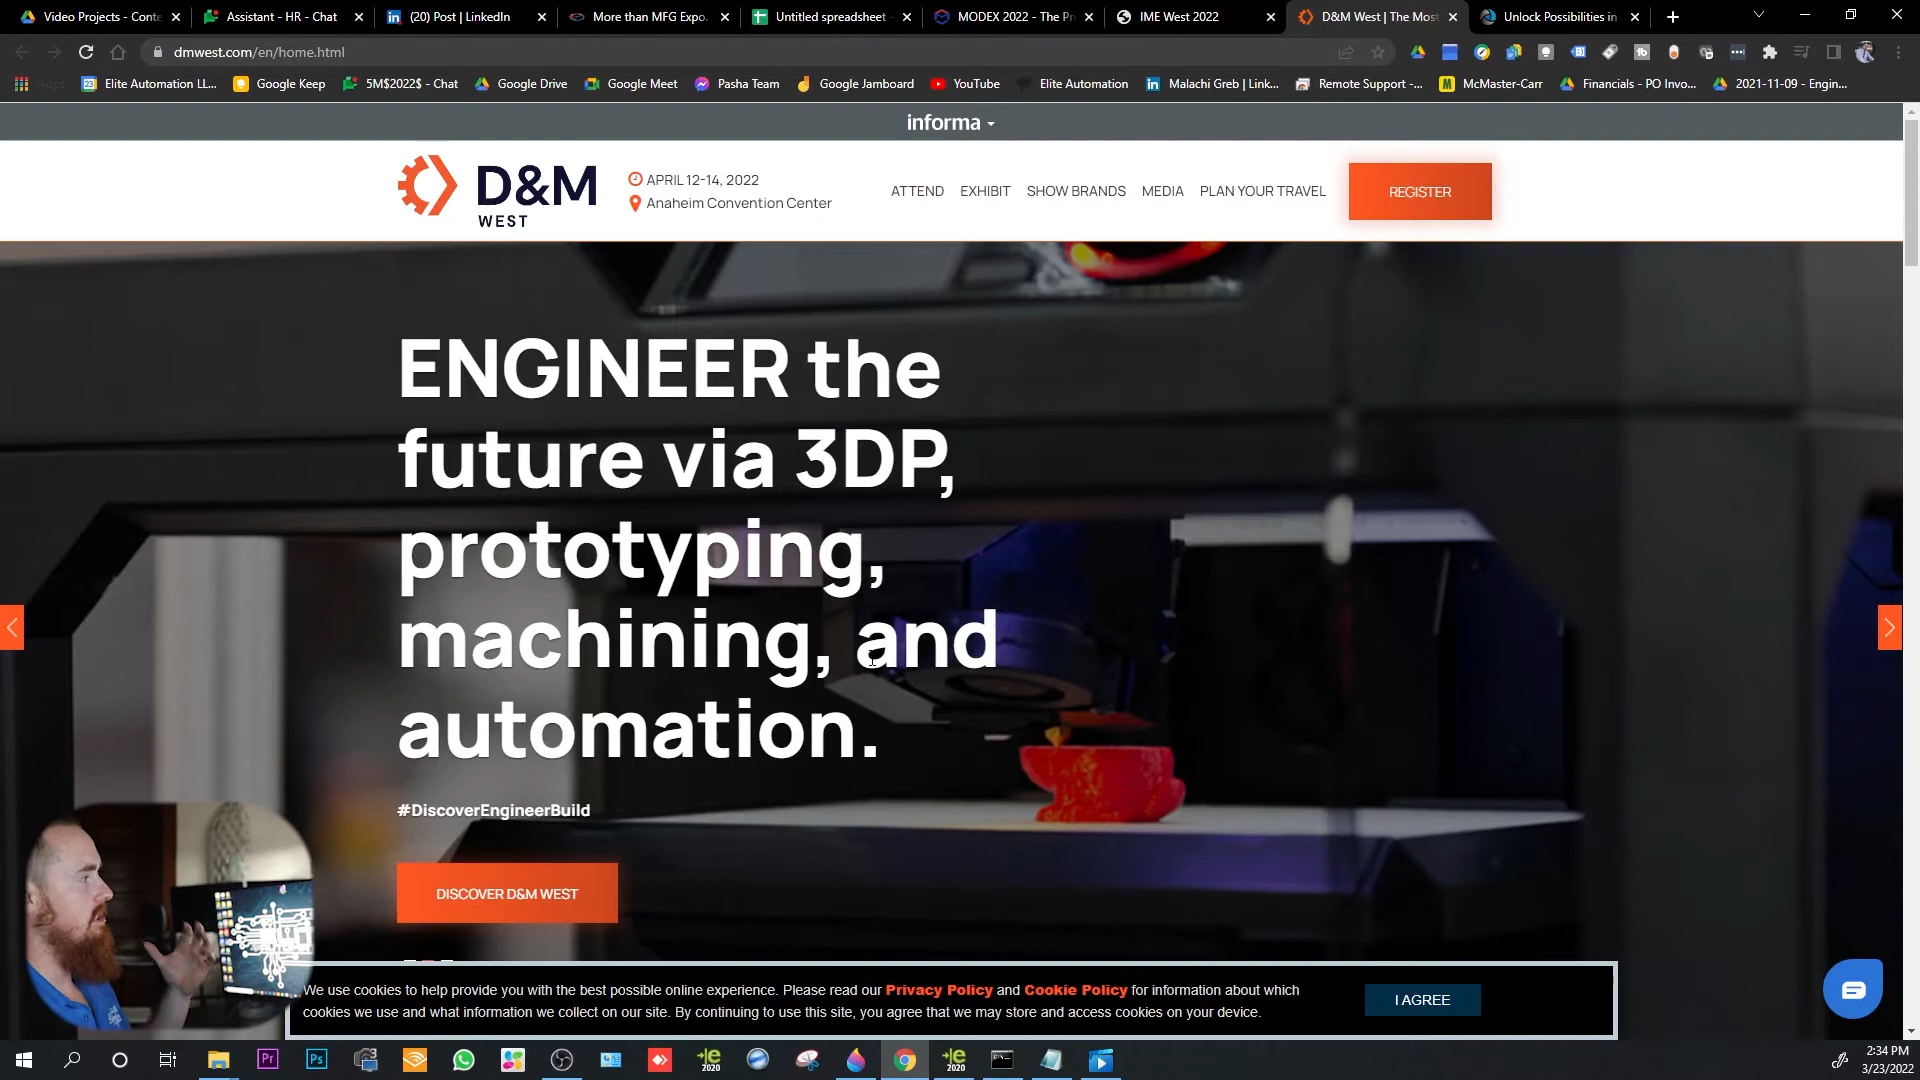 Video Projects - Conte
Assistant - HR - Chat
(20) Post | LinkedIn
More than MFG Expo.
Untitled spreadsheet
MODEX 2022 - The Pr
IME West 2022
D&M West | The Most
Unlock Possibilities in
dmwest.com/en/home.html
Apps
Elite Automation LL...
Google Keep
5M$2022$ - Chat
Google Drive
Google Meet
Pasha Team
Google Jamboard
YouTube
Elite Automation
Malachi Greb | Link...
Remote Support -...
McMaster-Carr
Financials - PO Invo...
2021-11-09 - Engin...
informa
D&M
WEST
APRIL 12-14, 2022
Anaheim Convention Center
ATTEND
EXHIBIT
SHOW BRANDS
MEDIA
PLAN YOUR TRAVEL
REGISTER
ENGINEER the
future via 3DP,
prototyping,
machining, and
automation.
#DiscoverEngineerBuild
DISCOVER D&M WEST
We use cookies to help provide you with the best possible online experience. Please read our Privacy Policy and Cookie Policy for information about which
cookies we use and what information we collect on our site. By continuing to use this site, you agree that we may store and access cookies on your device.
I AGREE
2:34 PM
3/23/2022